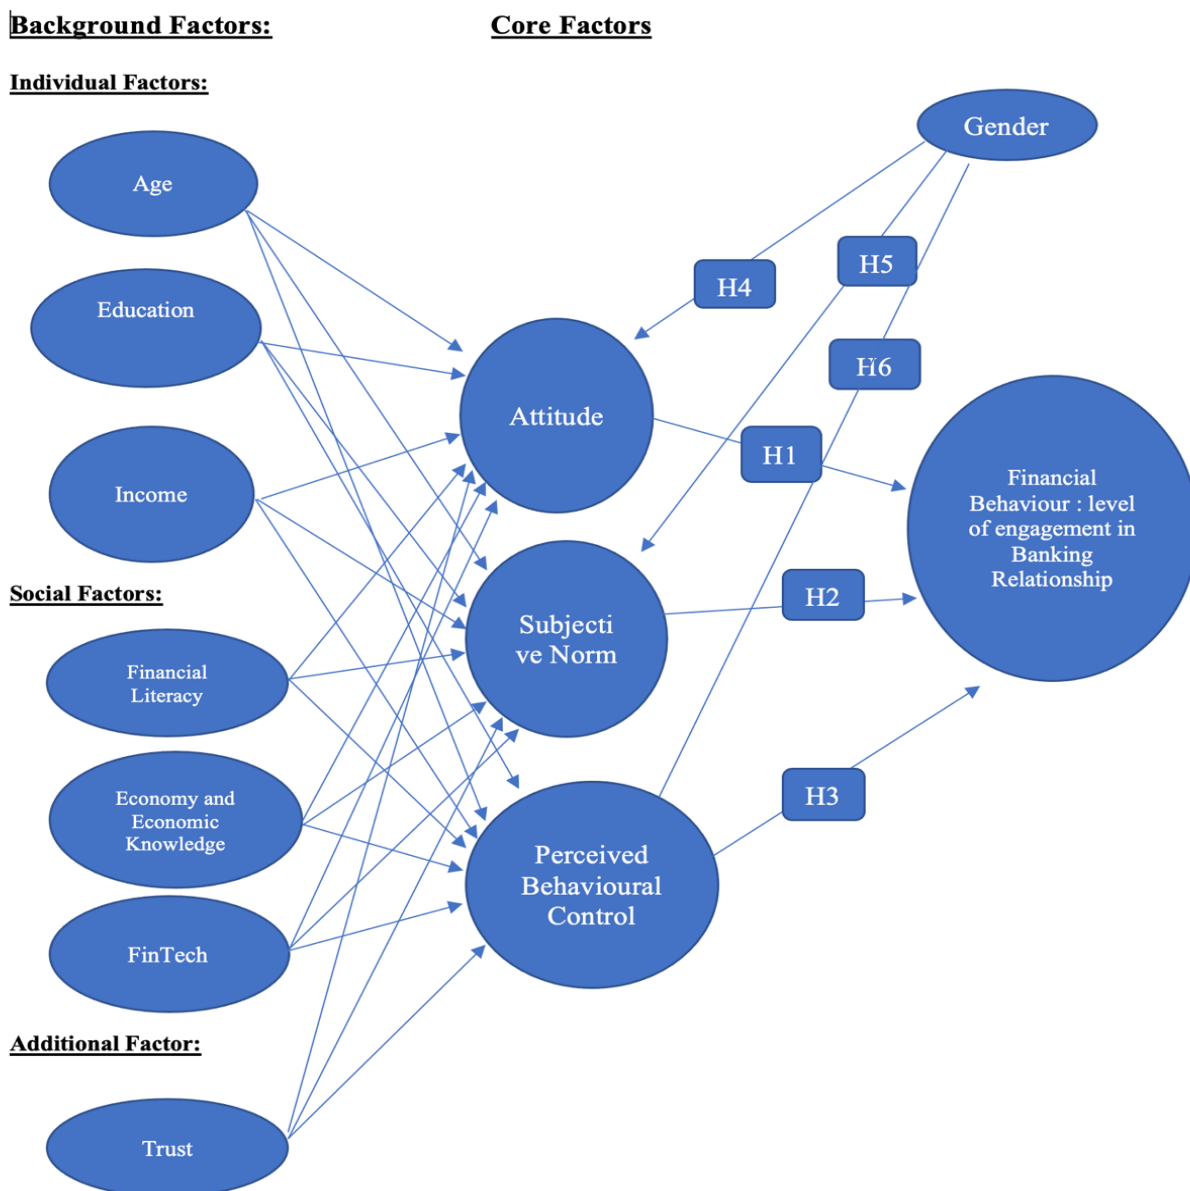 Background Factors:
Core Factors
Individual Factors:
Gender
Age
H5
Education
H4
H6
Attitude
H1
Income
Financial
Behaviour : level
of engagement in
Banking
Relationship
Social Factors:
H2
Subjecti
ve Norm
Financial
Literacy
H3
Economy and
Economic
Knowledge
Perceived
Behavioural
Control
FinTech
Additional Factor:
Trust